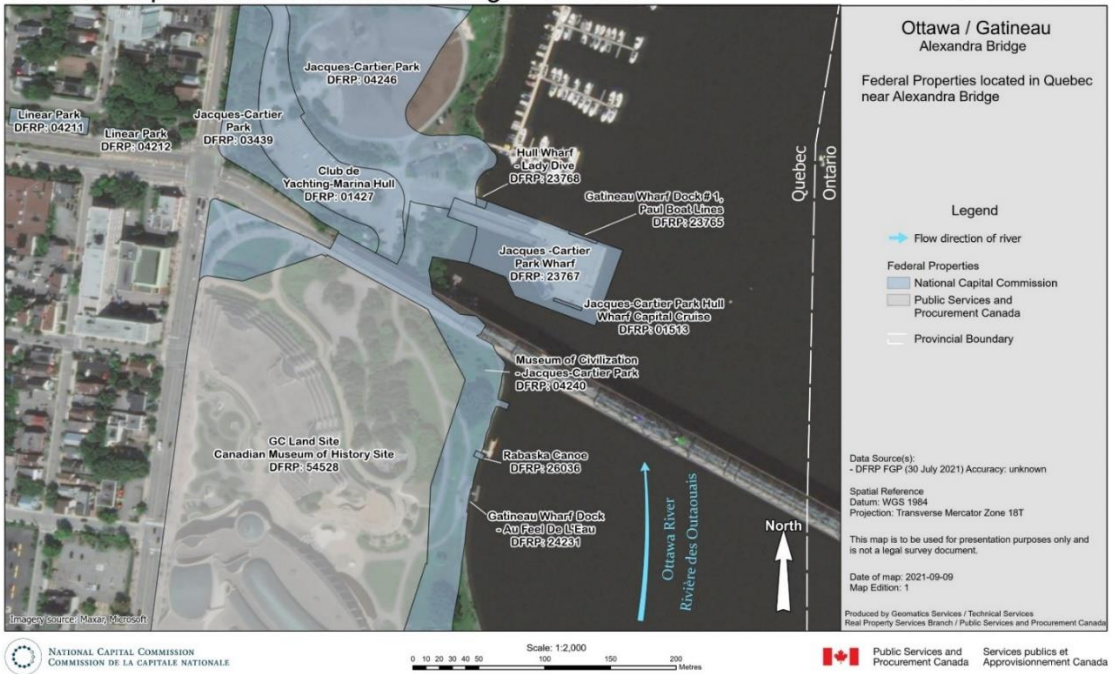 Jacques-Cartier Park
DFRP: 04246
Linear Park
DFRP: 04211
Linear Park
DFRP: 04212
Jacques-Cartier
Park
DFRP: 03439
Club de
Yachting-Marina Hull
DFRP: 01427
Hull Wharf
- Lady Dive
DFRP: 23768
Gatineau Wharf Dock # 1,
Paul Boat Lines
DFRP: 23765
Jacques -Cartier
Park Wharf
DFRP: 23767
Jacques-Cartier Park Hull
Wharf Capital Cruise
DFRP: 01513
Museum of Civilization
- Jacques-Cartier Park
DFRP: 04240
GC Land Site
Canadian Museum of History Site
DFRP: 54528
Rabaska Canoe
DFRP: 26036
Gatineau Wharf Dock
- Au Feel De L'Eau
DFRP: 24231
Ottawa River
Rivière des Outaouais
North
Quebec
Ontario
Imagery Source: Maxar, Microsoft
Ottawa / Gatineau
Alexandra Bridge
Federal Properties located in Quebec
near Alexandra Bridge
Legend
Flow direction of river
Federal Properties
National Capital Commission
Public Services and
Procurement Canada
Provincial Boundary
Data Source(s):
- DFRP FGP (30 July 2021) Accuracy: unknown
Spatial Reference
Datum: WGS 1984
Projection: Transverse Mercator Zone 18T
This map is to be used for presentation purposes only and
is not a legal survey document.
Date of map: 2021-09-09
Map Edition: 1
Produced by Geomatics Services / Technical Services
Real Property Services Branch / Public Services and Procurement Canada
NATIONAL CAPITAL COMMISSION
COMMISSION DE LA CAPITALE NATIONALE
Scale: 1:2,000
0 10 20 30 40 50 100 150 200
Metres
Public Services and
Procurement Canada
Services publics et
Approvisionnement Canada